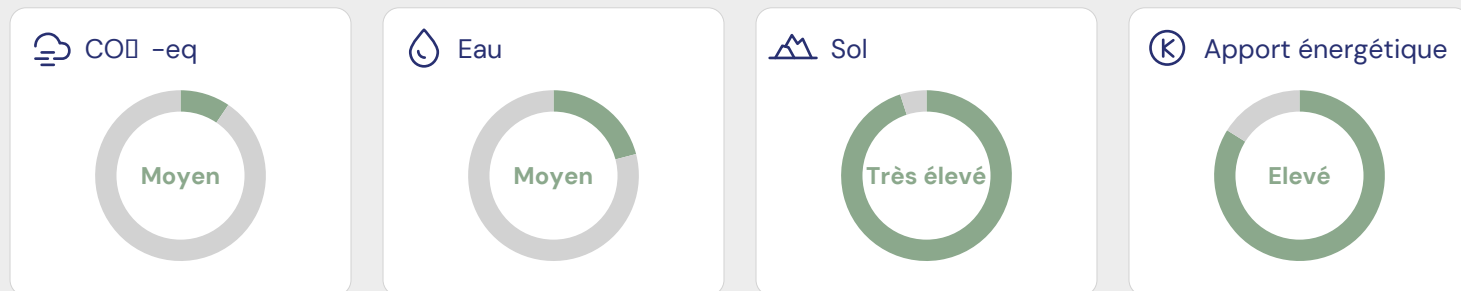 CO▯ -eq
Eau
Sol
Apport énergétique
Moyen
Moyen
Très élevé
Elevé